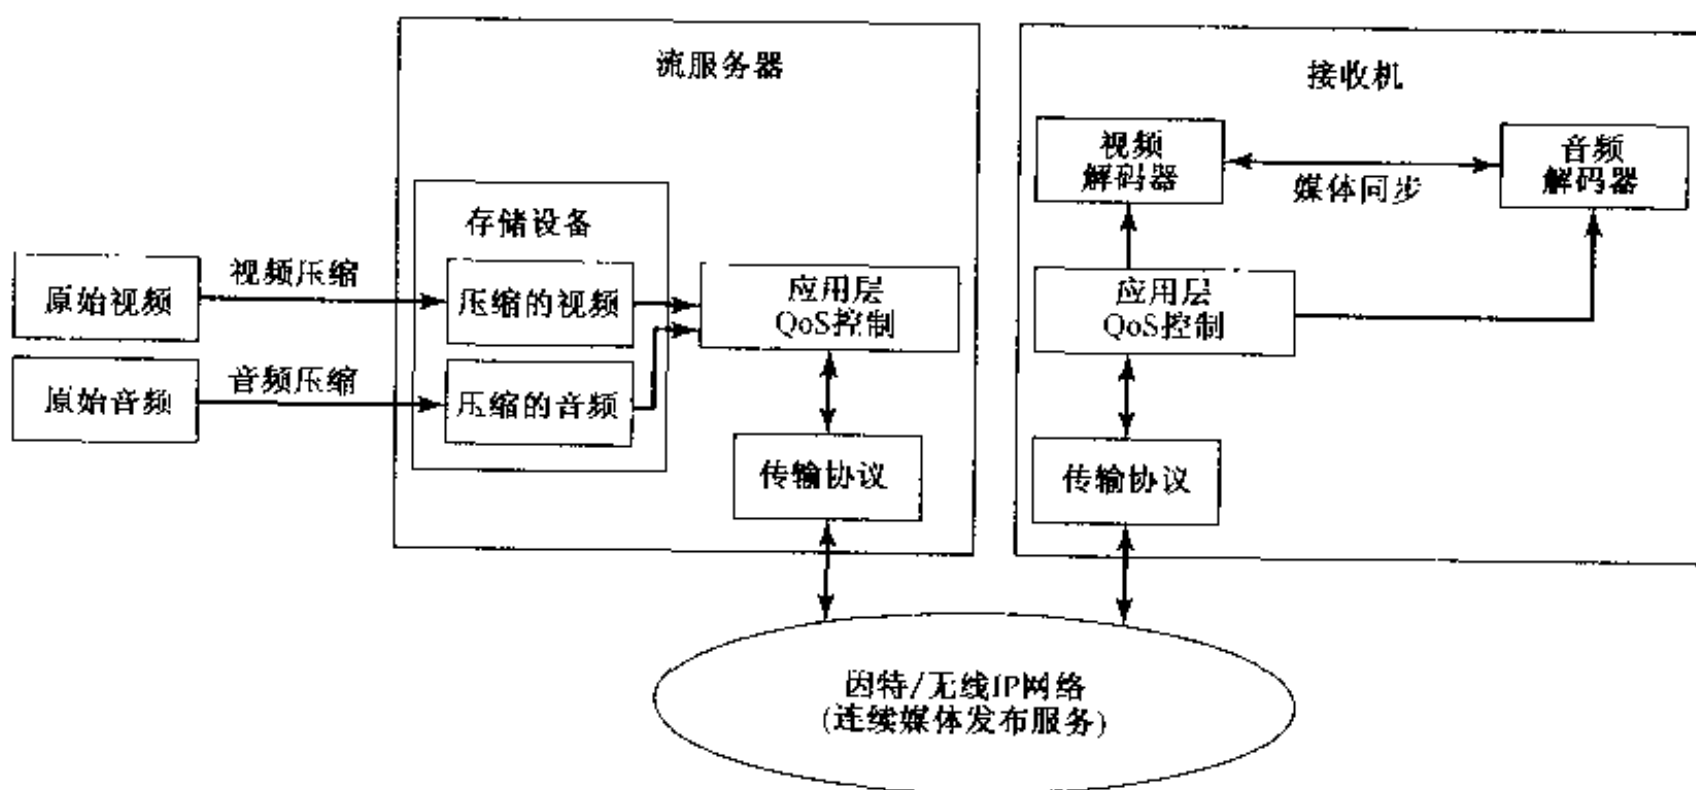 流服务器
存储设备
原始视频
视频压缩
压缩的视频
应用层
QoS控制
原始音频
音频压缩
压缩的音频
传输协议
接收机
视频
解码器
媒体同步
音频
解码器
应用层
QoS控制
传输协议
因特/无线IP网络
(连续媒体发布服务)